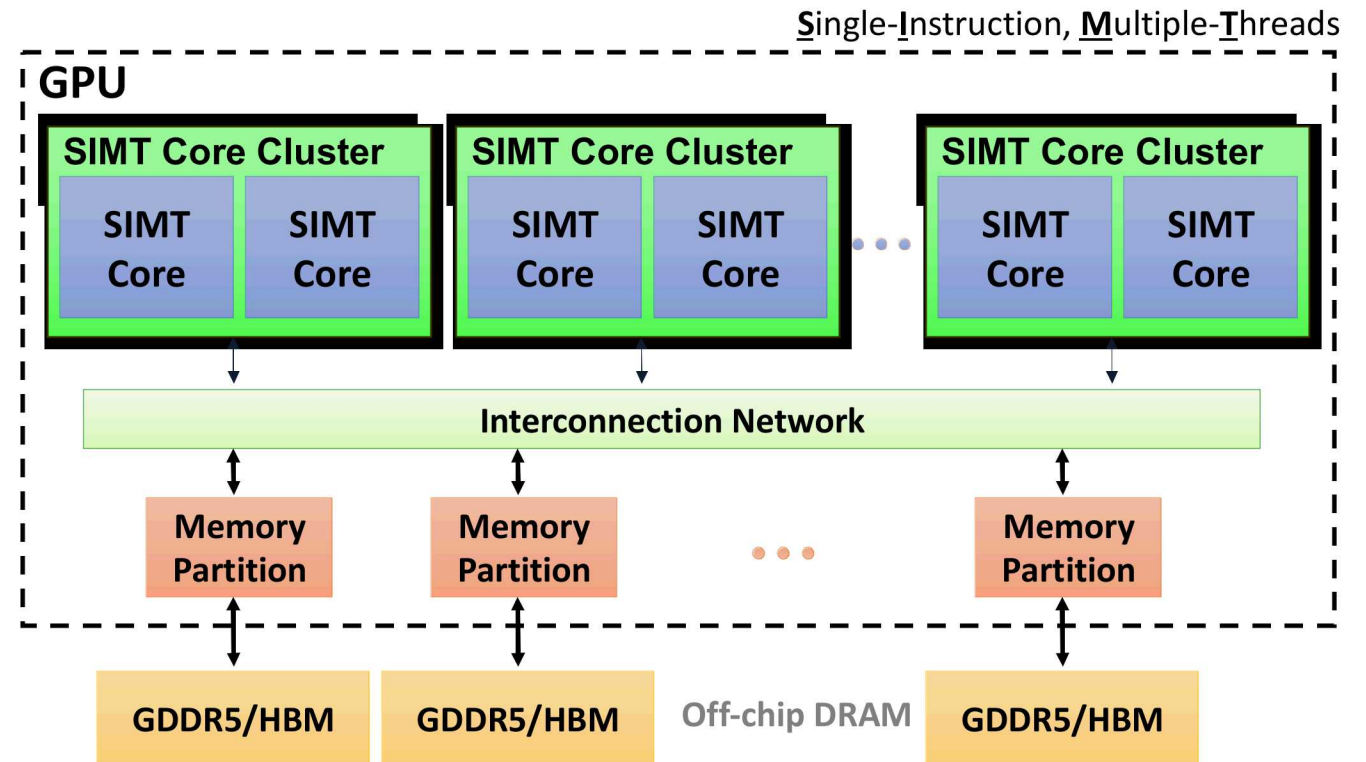 Single-Instruction, Multiple-Threads
GPU
SIMT Core Cluster
SIMT Core Cluster
SIMT Core Cluster
SIMT
Core
SIMT
Core
SIMT
Core
SIMT
Core
SIMT
Core
SIMT
Core
Interconnection Network
Memory
Partition
Memory
Partition
Memory
Partition
GDDR5/HBM
GDDR5/HBM
Off-chip DRAM
GDDR5/HBM